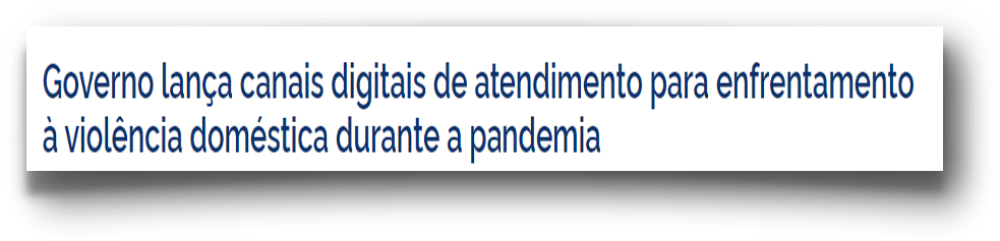 Governo lança canais digitais de atendimento para enfrentamento
à violência doméstica durante a pandemia